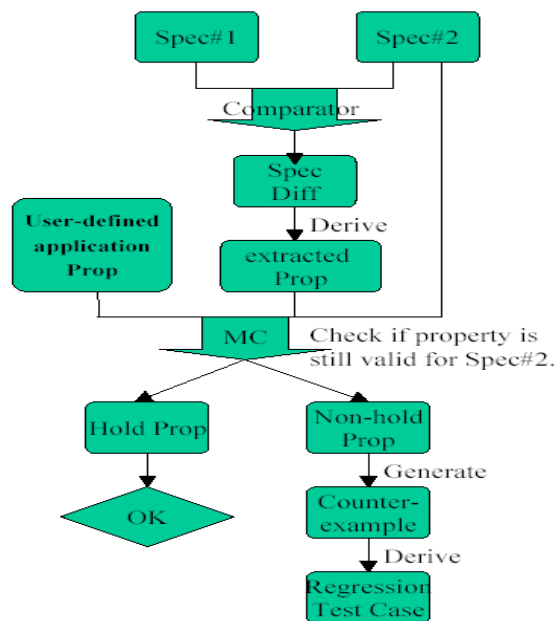 Spec#1
Spec#2
Comparator
Spec
Diff
Derive
User-defined
application
Prop
extracted
Prop
MC
Check if property is
still valid for Spec#2.
Hold Prop
Non-hold
Prop
Generate
OK
Counter-
example
Derive
Regression
Test Case